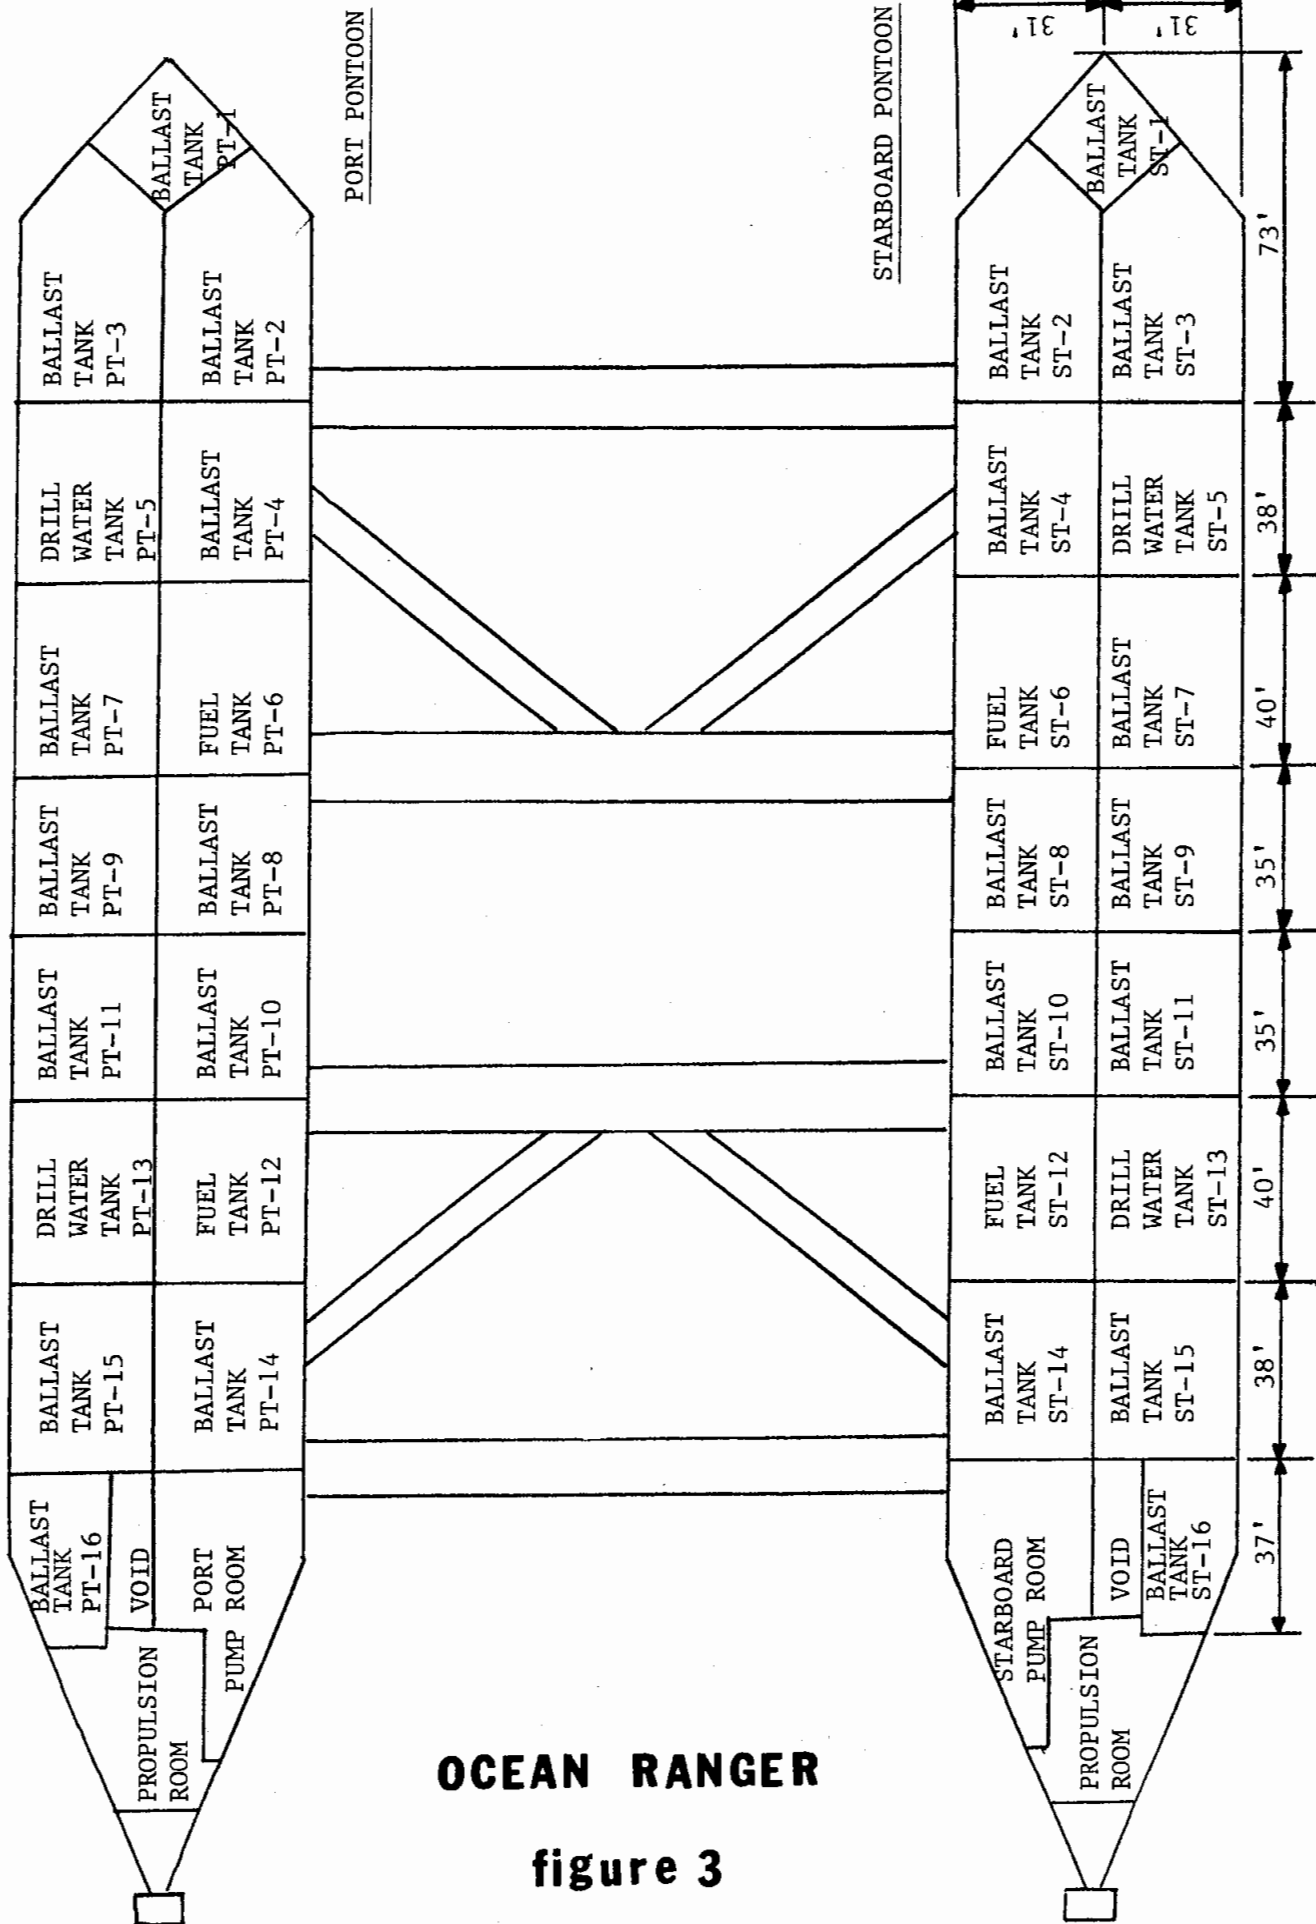 PORT PONTOON
BALLAST
TANK
PT-1
BALLAST
TANK
PT-3
BALLAST
TANK
PT-2
DRILL
WATER
TANK
PT-5
BALLAST
TANK
PT-4
BALLAST
TANK
PT-7
FUEL
TANK
PT-6
BALLAST
TANK
PT-9
BALLAST
TANK
PT-8
BALLAST
TANK
PT-11
BALLAST
TANK
PT-10
DRILL
WATER
TANK
PT-13
FUEL
TANK
PT-12
BALLAST
TANK
PT-15
BALLAST
TANK
PT-14
BALLAST
TANK
PT-16
VOID
PORT
PUMP ROOM
PROPULSION
ROOM
STARBOARD PONTOON
31'
31'
BALLAST
TANK
ST-1
BALLAST
TANK
ST-2
BALLAST
TANK
ST-3
73'
BALLAST
TANK
ST-4
DRILL
WATER
TANK
ST-5
38'
FUEL
TANK
ST-6
BALLAST
TANK
ST-7
40'
BALLAST
TANK
ST-8
BALLAST
TANK
ST-9
35'
BALLAST
TANK
ST-10
BALLAST
TANK
ST-11
35'
FUEL
TANK
ST-12
DRILL
WATER
TANK
ST-13
40'
BALLAST
TANK
ST-14
BALLAST
TANK
ST-15
38'
STARBOARD
PUMP ROOM
VOID
BALLAST
TANK
ST-16
37'
PROPULSION
ROOM
OCEAN RANGER
figure 3